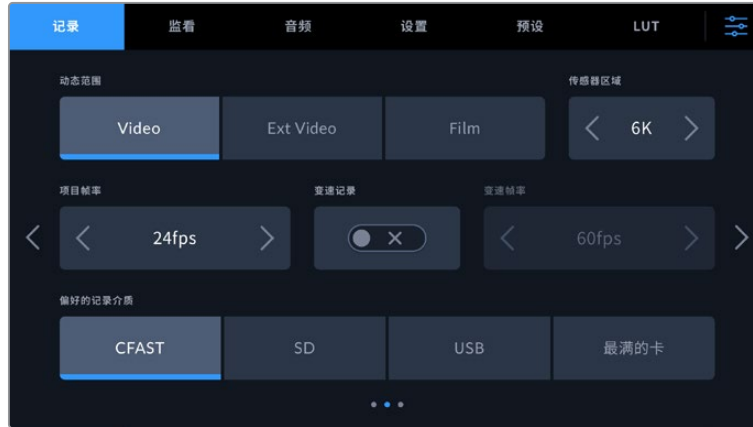 记录 监看 音频 设置 预设 LUT
动态范围 传感器区域
Video Ext Video Film 6K
项目帧率 变速记录 变速帧率
24fps 60fps
偏好的记录介质
CFAST SD USB 最满的卡